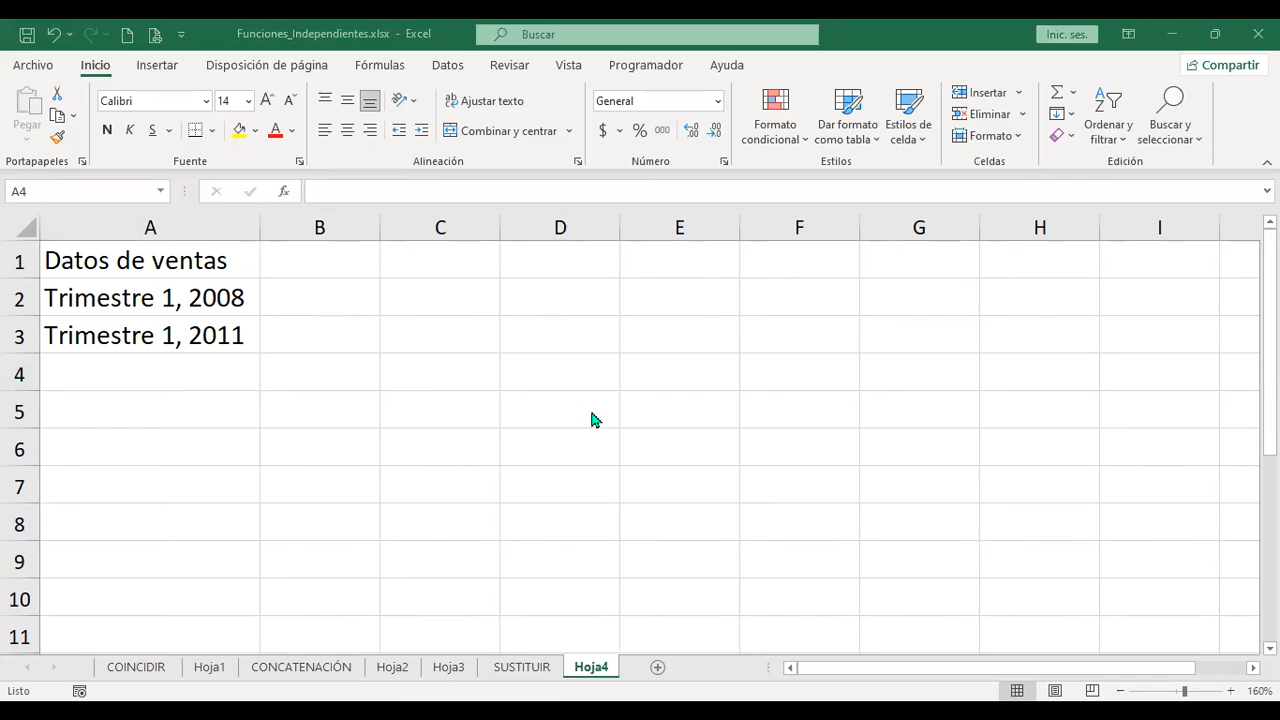 Funciones_Independientes.xlsx - Excel
Buscar
Inic. ses.
Archivo Inicio Insertar Disposición de página Fórmulas Datos Revisar Vista Programador Ayuda Compartir
Pegar
Portapapeles
Calibri 14
N K S
Fuente
Ajustar texto
Combinar y centrar
Alineación
General
$ % 000
Número
Formato condicional
Dar formato como tabla
Estilos de celda
Estilos
Insertar
Eliminar
Formato
Celdas
Ordenar y filtrar
Buscar y seleccionar
Edición
A4 fx
A B C D E F G H I
1 Datos de ventas
2 Trimestre 1, 2008
3 Trimestre 1, 2011
4
5
6
7
8
9
10
11
COINCIDIR Hoja1 CONCATENACIÓN Hoja2 Hoja3 SUSTITUIR Hoja4
Listo 160%